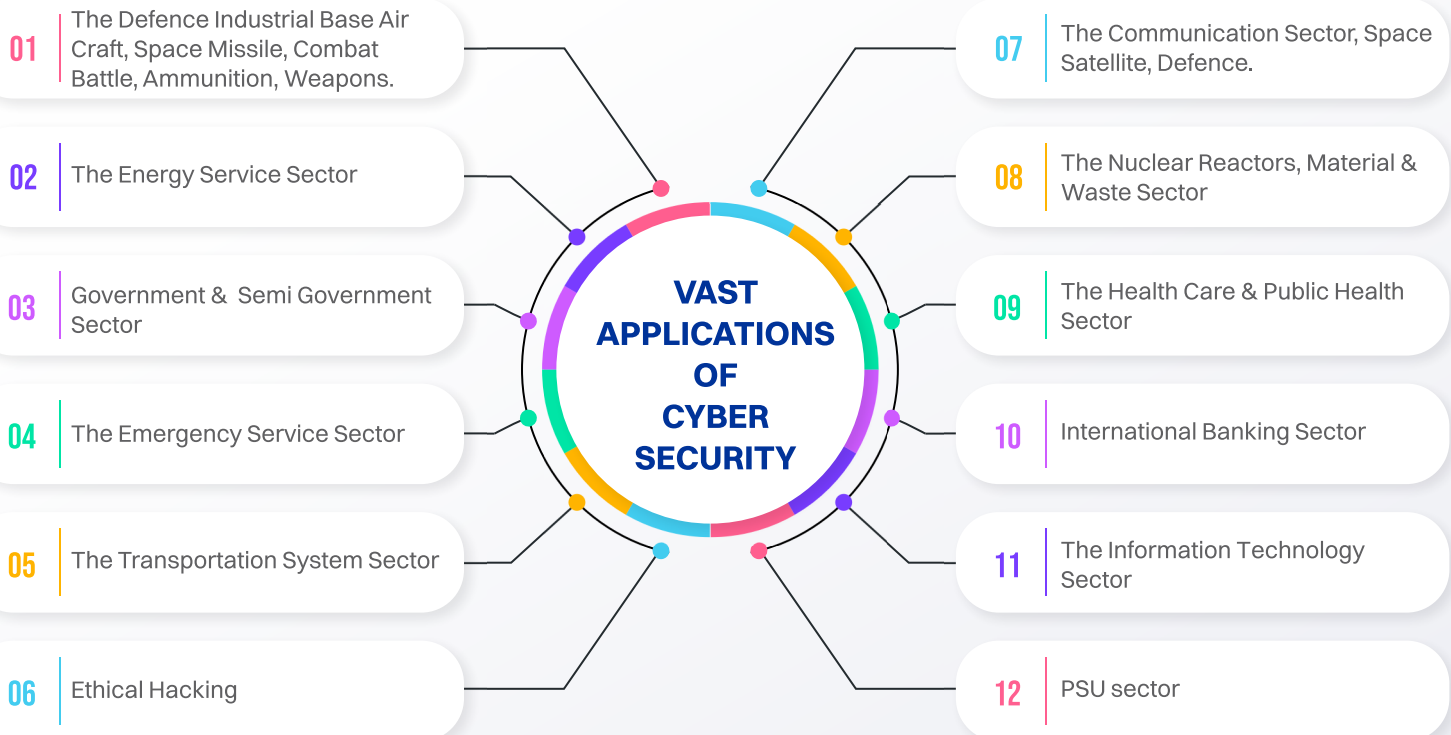 01
The Defence Industrial Base Air
Craft, Space Missile, Combat
Battle, Ammunition, Weapons.
02
The Energy Service Sector
03
Government &  Semi Government
Sector
04
The Emergency Service Sector
05
The Transportation System Sector
06
Ethical Hacking
VAST
APPLICATIONS
OF
CYBER
SECURITY
07
The Communication Sector, Space
Satellite, Defence.
08
The Nuclear Reactors, Material &
Waste Sector
09
The Health Care & Public Health
Sector
10
International Banking Sector
11
The Information Technology
Sector
12
PSU sector